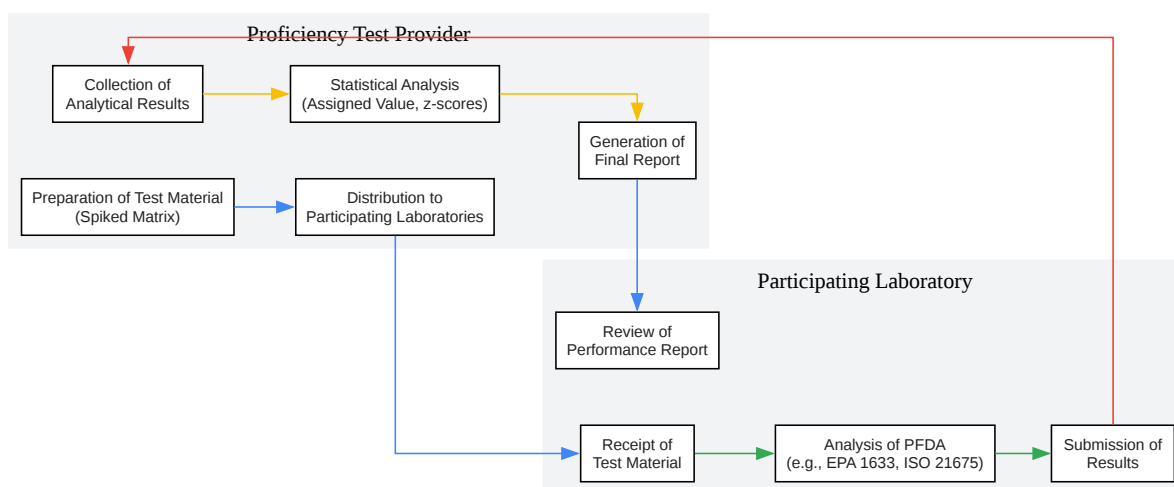 Proficiency Test Provider
Collection of
Analytical Results
Statistical Analysis
(Assigned Value, z-scores)
Generation of
Final Report
Preparation of Test Material
(Spiked Matrix)
Distribution to
Participating Laboratories
Participating Laboratory
Review of
Performance Report
Receipt of
Test Material
Analysis of PFDA
(e.g., EPA 1633, ISO 21675)
Submission of
Results